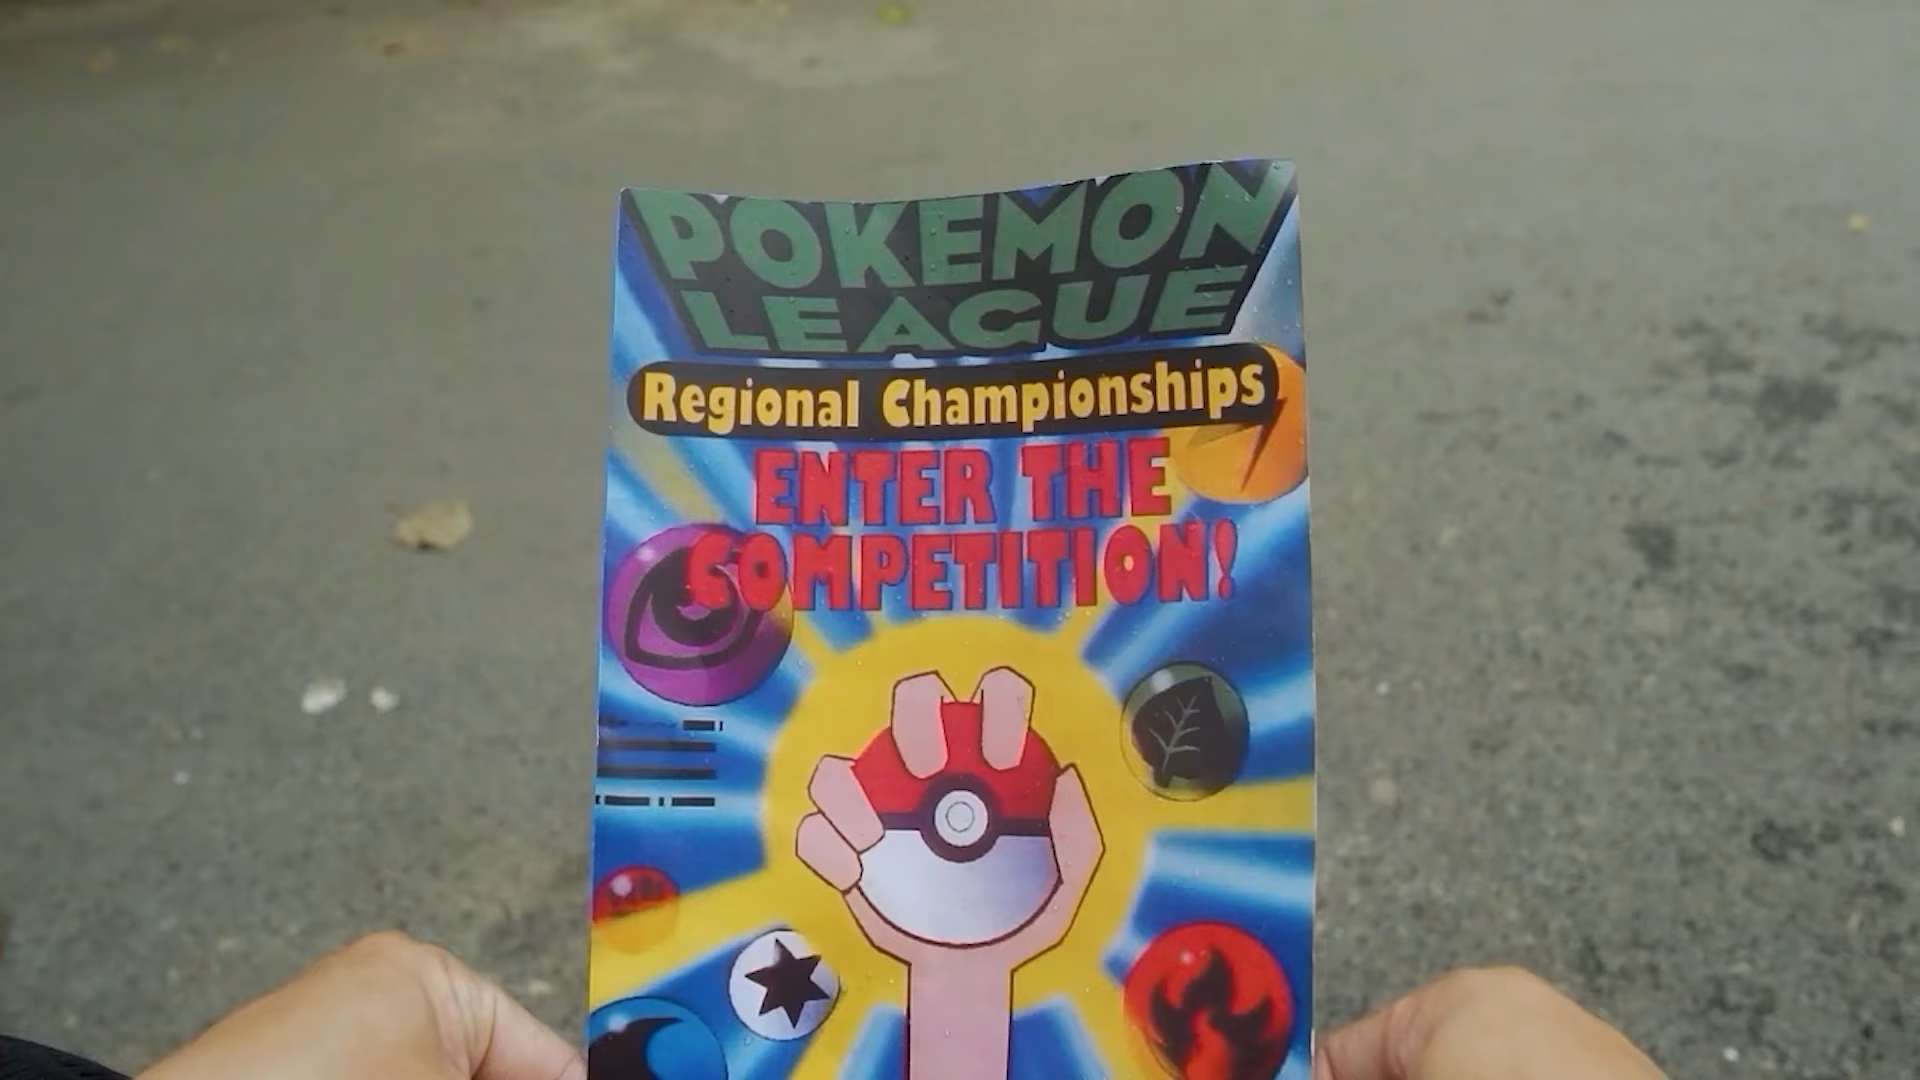 POKEMON
LEAGUE
Regional Championships
ENTER THE
COMPETITION!